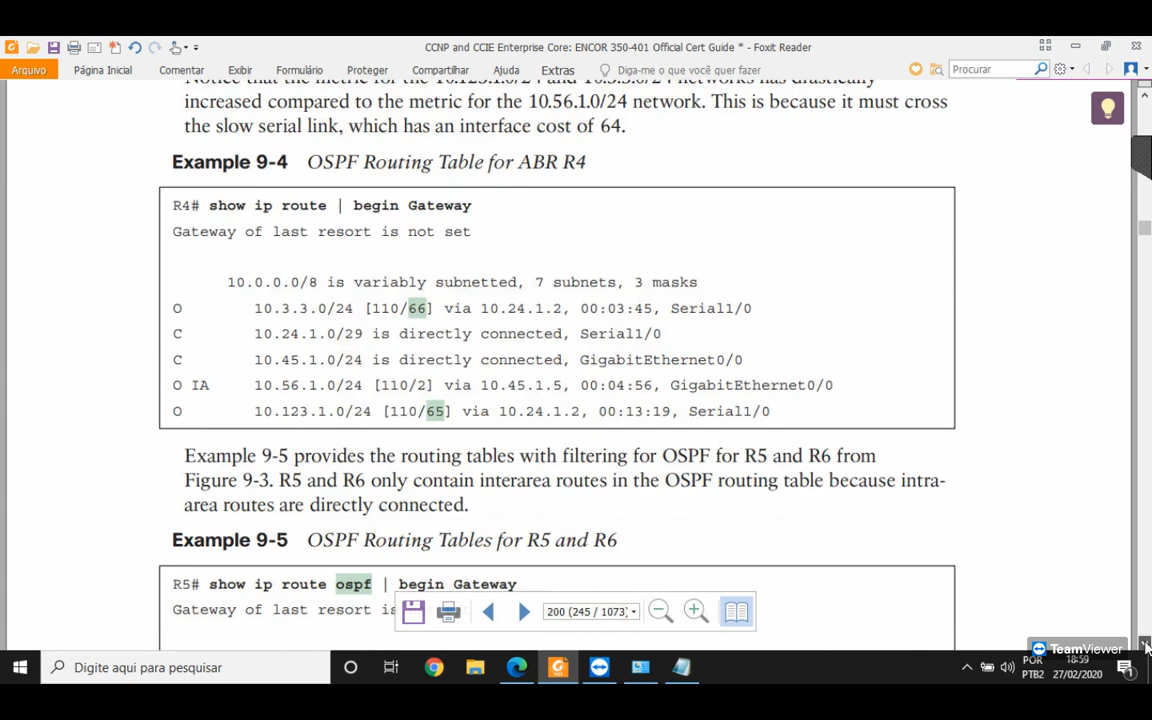 CCNP and CCIE Enterprise Core: ENCOR 350-401 Official Cert Guide * - Foxit Reader
Arquivo Página Inicial Comentar Exibir Formulário Proteger Compartilhar Ajuda Extras Diga-me o que você quer fazer Procurar
increased compared to the metric for the 10.56.1.0/24 network. This is because it must cross
the slow serial link, which has an interface cost of 64.
Example 9-4 OSPF Routing Table for ABR R4
R4# show ip route | begin Gateway
Gateway of last resort is not set
10.0.0.0/8 is variably subnetted, 7 subnets, 3 masks
O 10.3.3.0/24 [110/66] via 10.24.1.2, 00:03:45, Serial1/0
C 10.24.1.0/29 is directly connected, Serial1/0
C 10.45.1.0/24 is directly connected, GigabitEthernet0/0
O IA 10.56.1.0/24 [110/2] via 10.45.1.5, 00:04:56, GigabitEthernet0/0
O 10.123.1.0/24 [110/65] via 10.24.1.2, 00:13:19, Serial1/0
Example 9-5 provides the routing tables with filtering for OSPF for R5 and R6 from
Figure 9-3. R5 and R6 only contain interarea routes in the OSPF routing table because intra-
area routes are directly connected.
Example 9-5 OSPF Routing Tables for R5 and R6
R5# show ip route ospf | begin Gateway
Gateway of last resort is
200 (245 / 1073)
TeamViewer
Digite aqui para pesquisar
POR 18:59
PTB2 27/02/2020
1